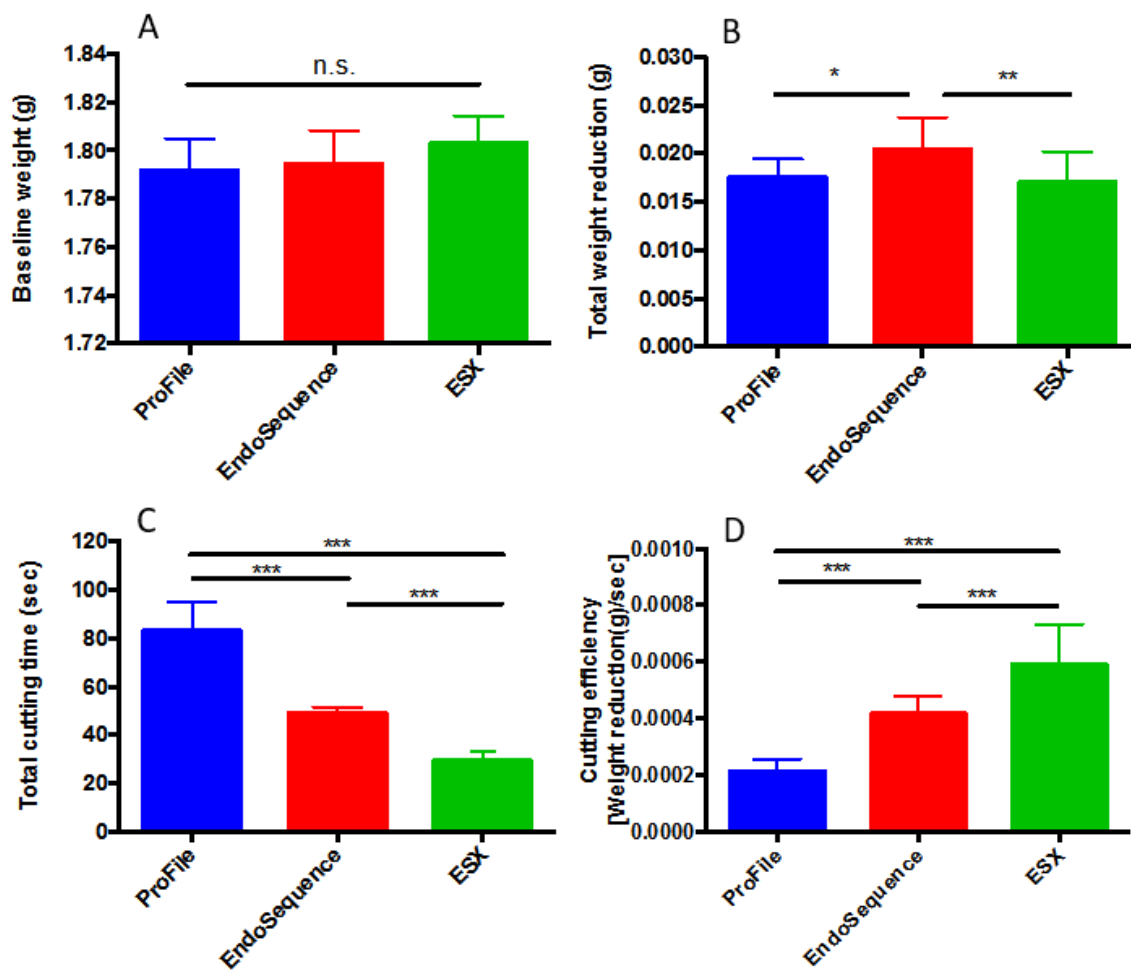 A
Baseline weight (g)
1.84
1.82
1.80
1.78
1.76
1.74
1.72
n.s.
ProFile
EndoSequence
ESX
B
Total weight reduction (g)
0.030
0.025
0.020
0.015
0.010
0.005
0.000
*
**
ProFile
EndoSequence
ESX
C
Total cutting time (sec)
120
100
80
60
40
20
0
***
***
***
ProFile
EndoSequence
ESX
D
Cutting efficiency
[Weight reduction(g)/sec]
0.0010
0.0008
0.0006
0.0004
0.0002
0.0000
***
***
***
ProFile
EndoSequence
ESX